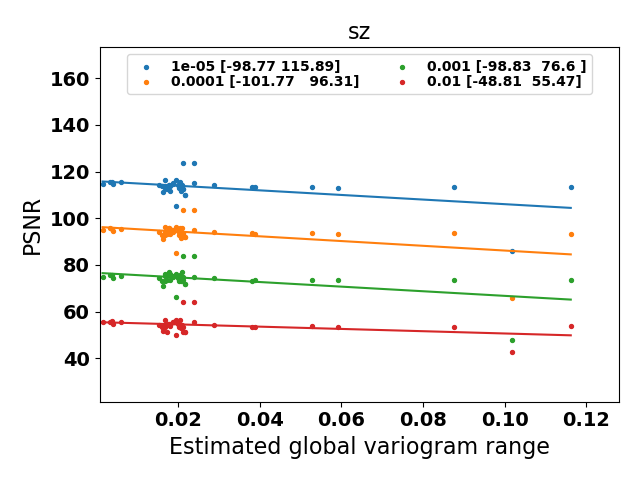 sz
1e-05 [-98.77 115.89]
0.0001 [-101.77   96.31]
0.001 [-98.83  76.6 ]
0.01 [-48.81  55.47]
PSNR
160
140
120
100
80
60
40
0.02 0.04 0.06 0.08 0.10 0.12
Estimated global variogram range